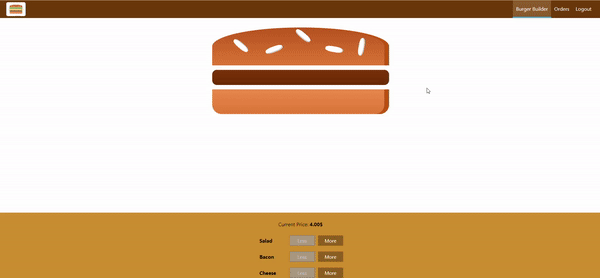 Burger Builder Orders Logout
Current Price: 4.00$
Salad Less More
Bacon Less More
Cheese Less More